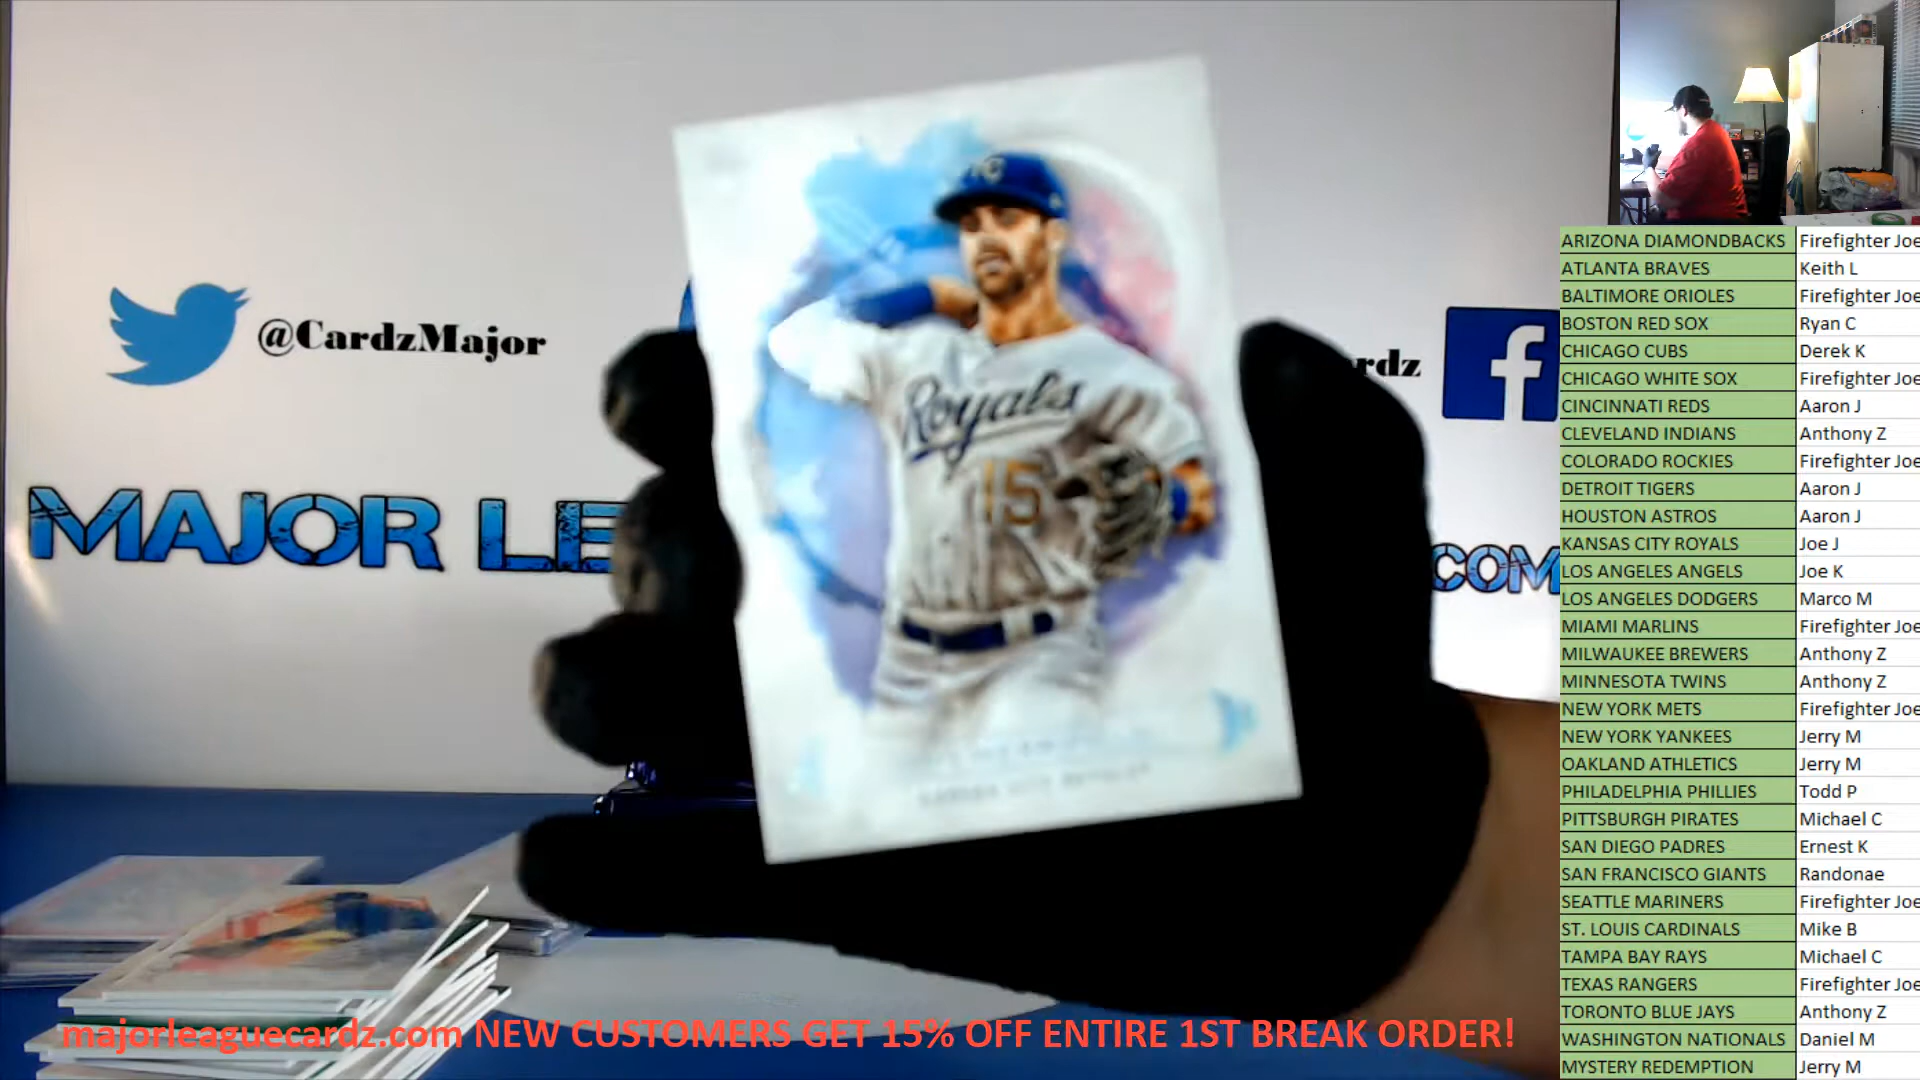 @CardzMajor
rdz
f
MAJOR LE
COM
KC
Royals
15
majorleaguecardz.com NEW CUSTOMERS GET 15% OFF ENTIRE 1ST BREAK ORDER!
ARIZONA DIAMONDBACKS Firefighter Joe
ATLANTA BRAVES Keith L
BALTIMORE ORIOLES Firefighter Joe
BOSTON RED SOX Ryan C
CHICAGO CUBS Derek K
CHICAGO WHITE SOX Firefighter Joe
CINCINNATI REDS Aaron J
CLEVELAND INDIANS Anthony Z
COLORADO ROCKIES Firefighter Joe
DETROIT TIGERS Aaron J
HOUSTON ASTROS Aaron J
KANSAS CITY ROYALS Joe J
LOS ANGELES ANGELS Joe K
LOS ANGELES DODGERS Marco M
MIAMI MARLINS Firefighter Joe
MILWAUKEE BREWERS Anthony Z
MINNESOTA TWINS Anthony Z
NEW YORK METS Firefighter Joe
NEW YORK YANKEES Jerry M
OAKLAND ATHLETICS Jerry M
PHILADELPHIA PHILLIES Todd P
PITTSBURGH PIRATES Michael C
SAN DIEGO PADRES Ernest K
SAN FRANCISCO GIANTS Randonae
SEATTLE MARINERS Firefighter Joe
ST. LOUIS CARDINALS Mike B
TAMPA BAY RAYS Michael C
TEXAS RANGERS Firefighter Joe
TORONTO BLUE JAYS Anthony Z
WASHINGTON NATIONALS Daniel M
MYSTERY REDEMPTION Jerry M